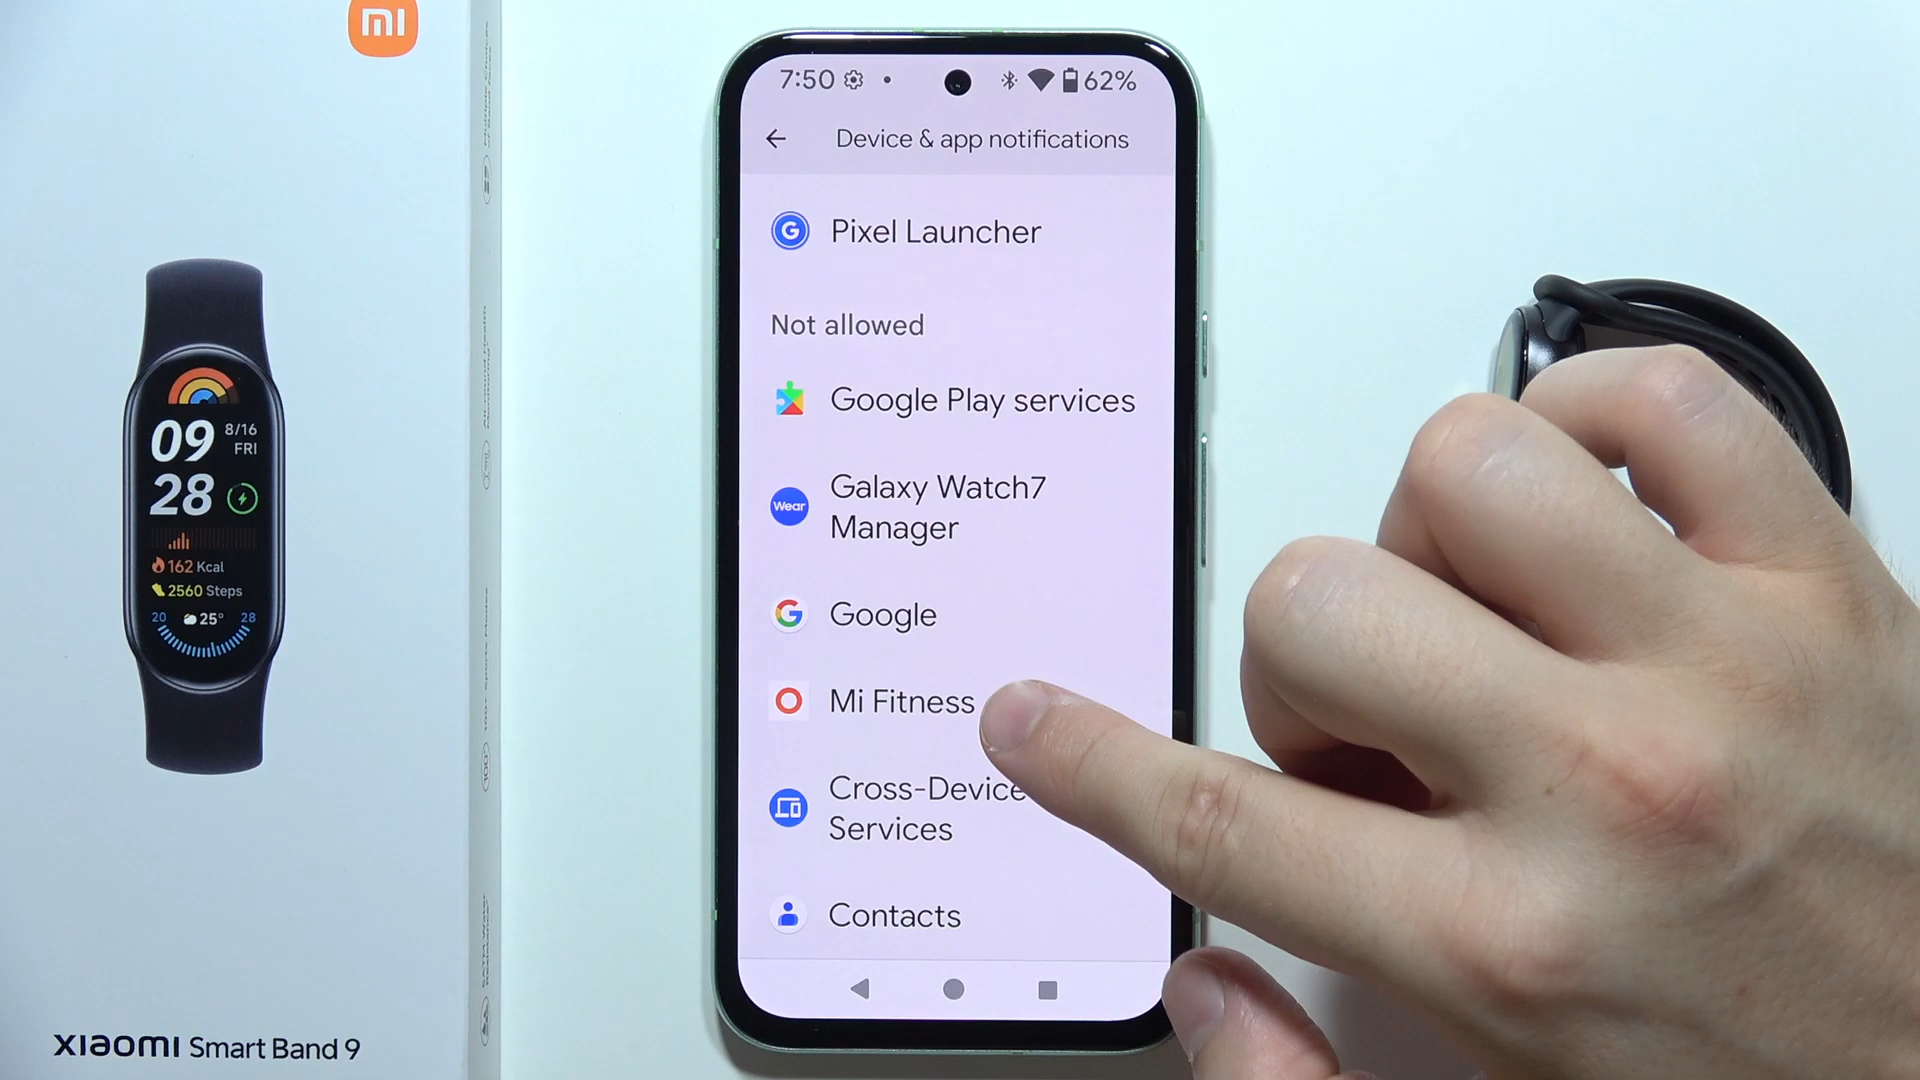 mi
09
8/16
FRI
28
162 Kcal
2560 Steps
20
25°
28
xiaomi Smart Band 9
7:50
62%
Device & app notifications
G
Pixel Launcher
Not allowed
Google Play services
Wear
Galaxy Watch7
Manager
Google
Mi Fitness
Cross-Device
Services
Contacts